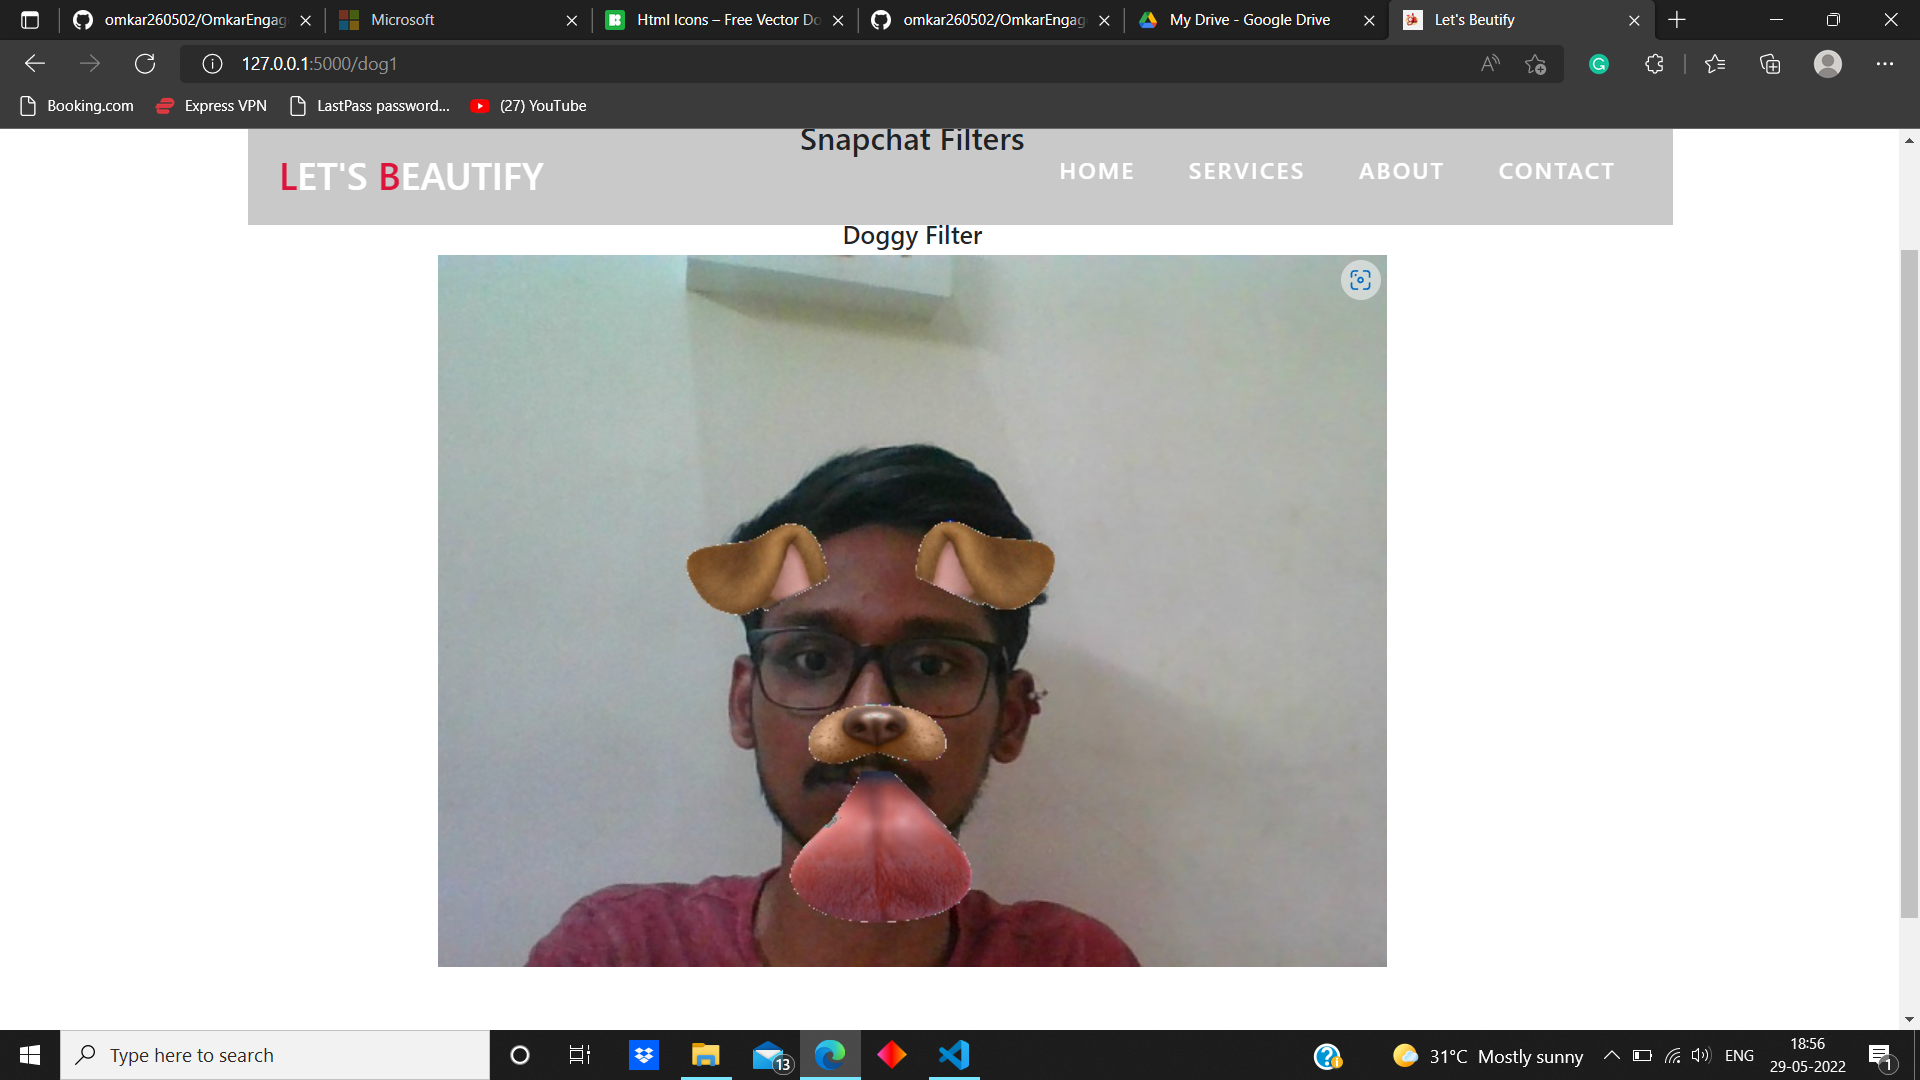 omkar260502/OmkarEngag
Microsoft
Html Icons – Free Vector Do
omkar260502/OmkarEngag
My Drive - Google Drive
Let's Beutify
127.0.0.1:5000/dog1
Booking.com
Express VPN
LastPass password...
(27) YouTube
Snapchat Filters
LET'S BEAUTIFY
HOME
SERVICES
ABOUT
CONTACT
Doggy Filter
Type here to search
13
31°C Mostly sunny
ENG
18:56
29-05-2022
1